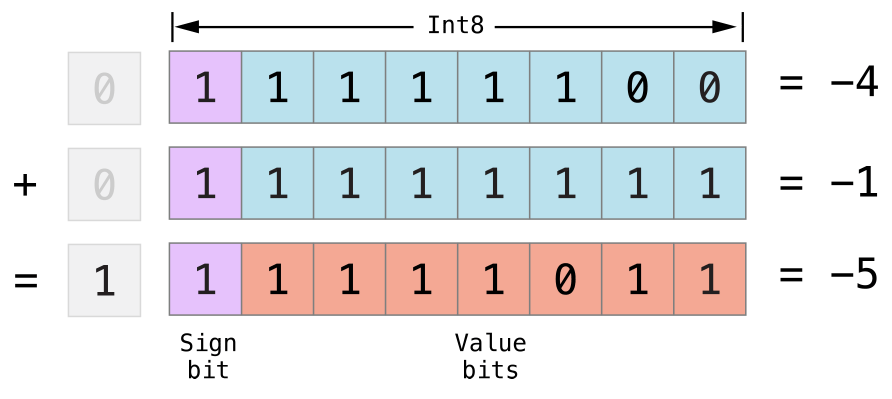 Int8
0 1 1 1 1 1 1 0 0 = −4
+ 0 1 1 1 1 1 1 1 1 = −1
= 1 1 1 1 1 1 0 1 1 = −5
Sign Value
bit bits